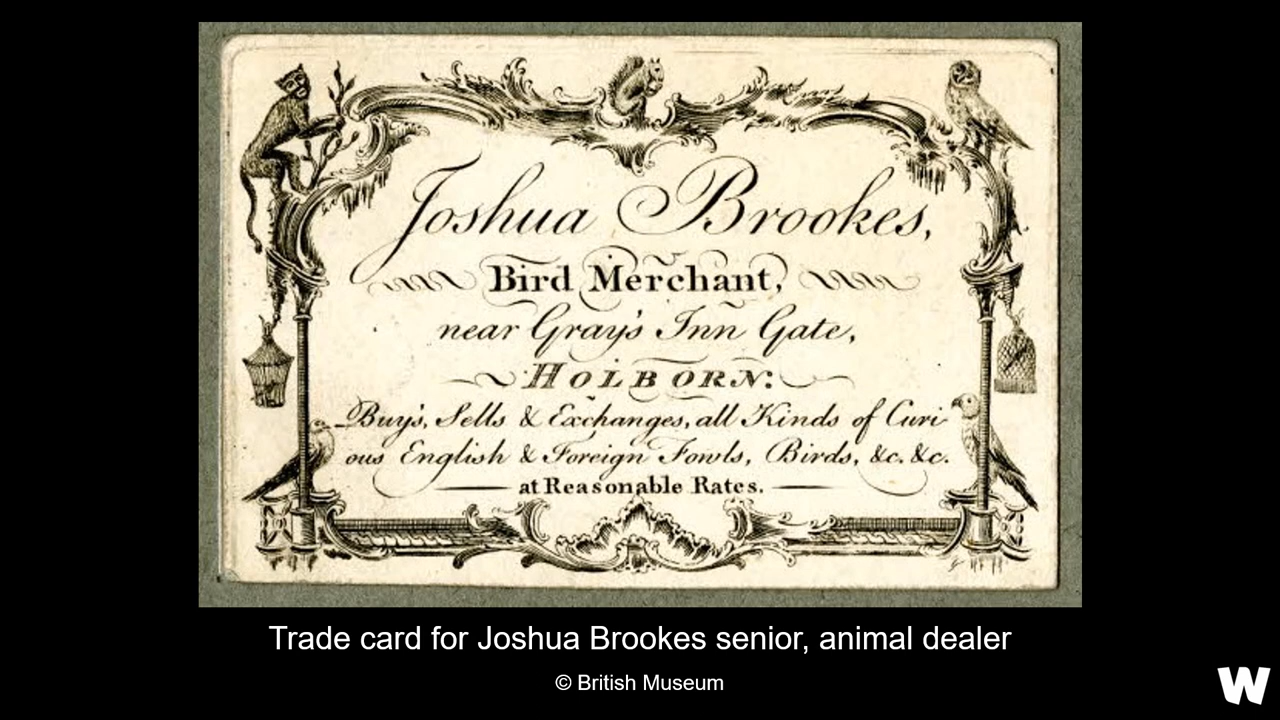 Joshua Brookes,
Bird Merchant,
near Gray's Inn Gate,
HOLBORN:
Buy's, Sells & Exchanges, all Kinds of Curi
ous English & Foreign Fowls, Birds, &c. &c.
at Reasonable Rates.
Trade card for Joshua Brookes senior, animal dealer
© British Museum
W